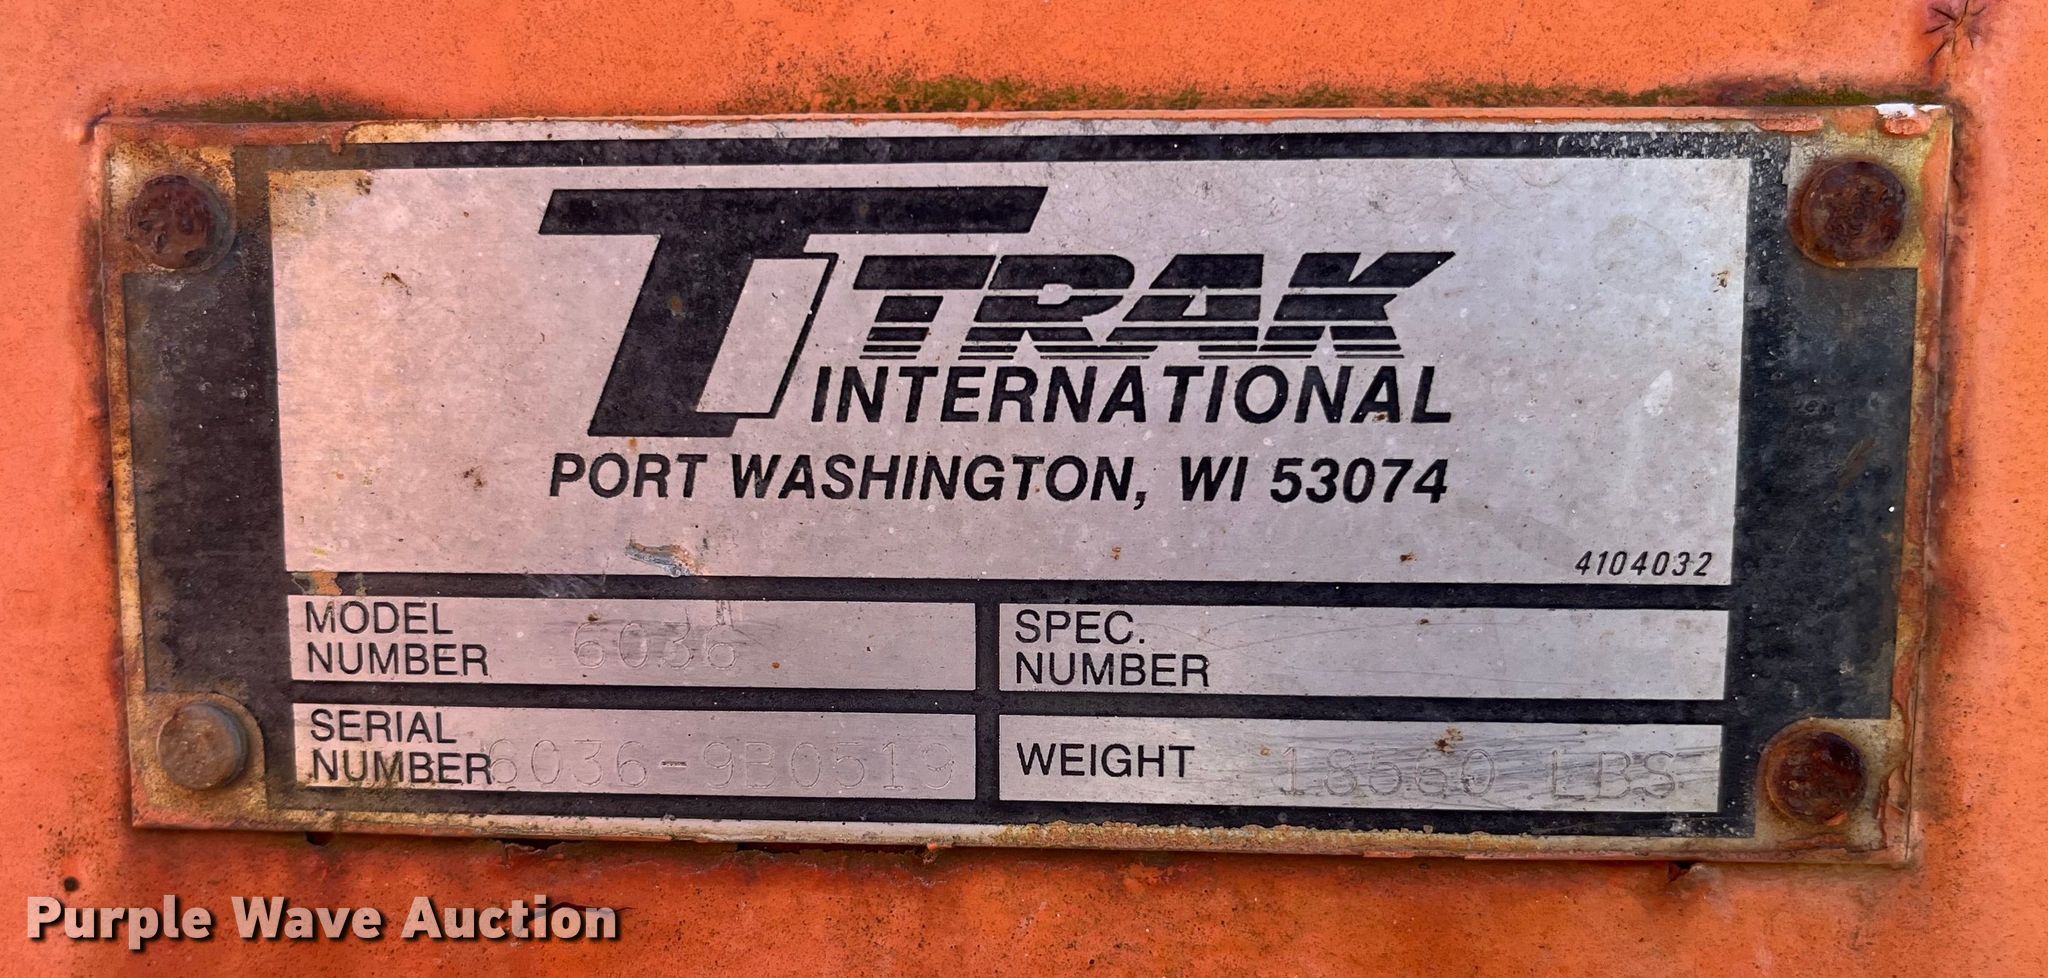 TRAK
INTERNATIONAL
PORT WASHINGTON, WI 53074
4104032
MODEL
NUMBER 6036
SPEC.
NUMBER
SERIAL
NUMBER 6036-9B0519
WEIGHT 18560 LBS
Purple Wave Auction